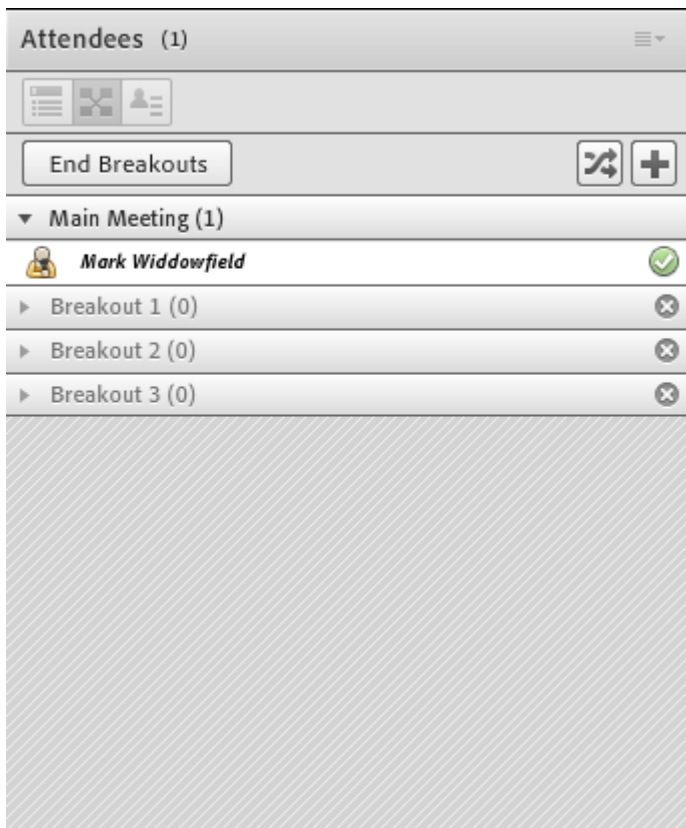 Attendees (1)
End Breakouts
Main Meeting (1)
Mark Widdowfield
Breakout 1 (0)
Breakout 2 (0)
Breakout 3 (0)